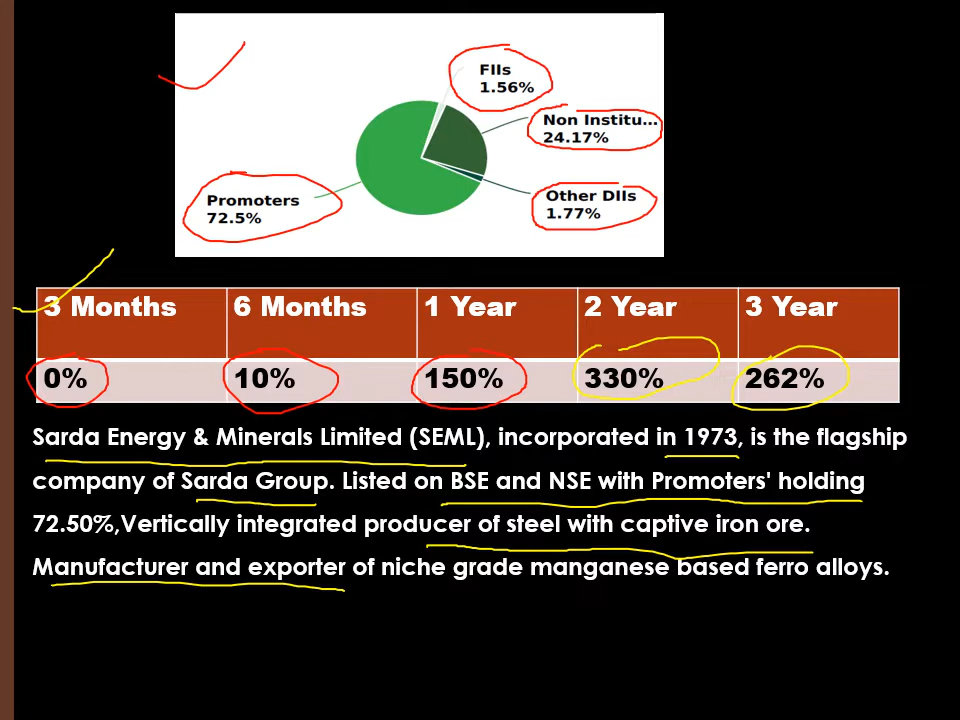 FIIs
1.56%
Non Institu...
24.17%
Other DIIs
1.77%
Promoters
72.5%
3 Months 6 Months 1 Year 2 Year 3 Year
0% 10% 150% 330% 262%
Sarda Energy & Minerals Limited (SEML), incorporated in 1973, is the flagship
company of Sarda Group. Listed on BSE and NSE with Promoters' holding
72.50%,Vertically integrated producer of steel with captive iron ore.
Manufacturer and exporter of niche grade manganese based ferro alloys.